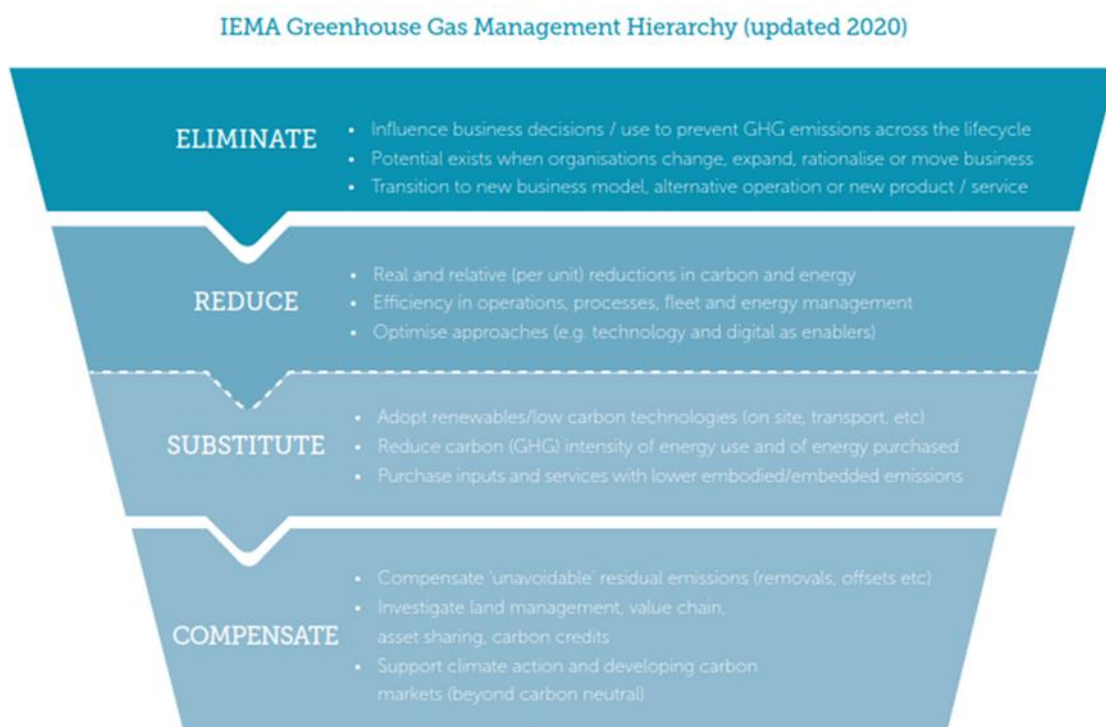 IEMA Greenhouse Gas Management Hierarchy (updated 2020)
ELIMINATE
• Influence business decisions / use to prevent GHG emissions across the lifecycle
• Potential exists when organisations change, expand, rationalise or move business
• Transition to new business model, alternative operation or new product / service
REDUCE
• Real and relative (per unit) reductions in carbon and energy
• Efficiency in operations, processes, fleet and energy management
• Optimise approaches (e.g. technology and digital as enablers)
SUBSTITUTE
• Adopt renewables/low carbon technologies (on site, transport, etc)
• Reduce carbon (GHG) intensity of energy use and of energy purchased
• Purchase inputs and services with lower embodied/embedded emissions
COMPENSATE
• Compensate 'unavoidable' residual emissions (removals, offsets etc)
• Investigate land management, value chain,
asset sharing, carbon credits
• Support climate action and developing carbon
markets (beyond carbon neutral)